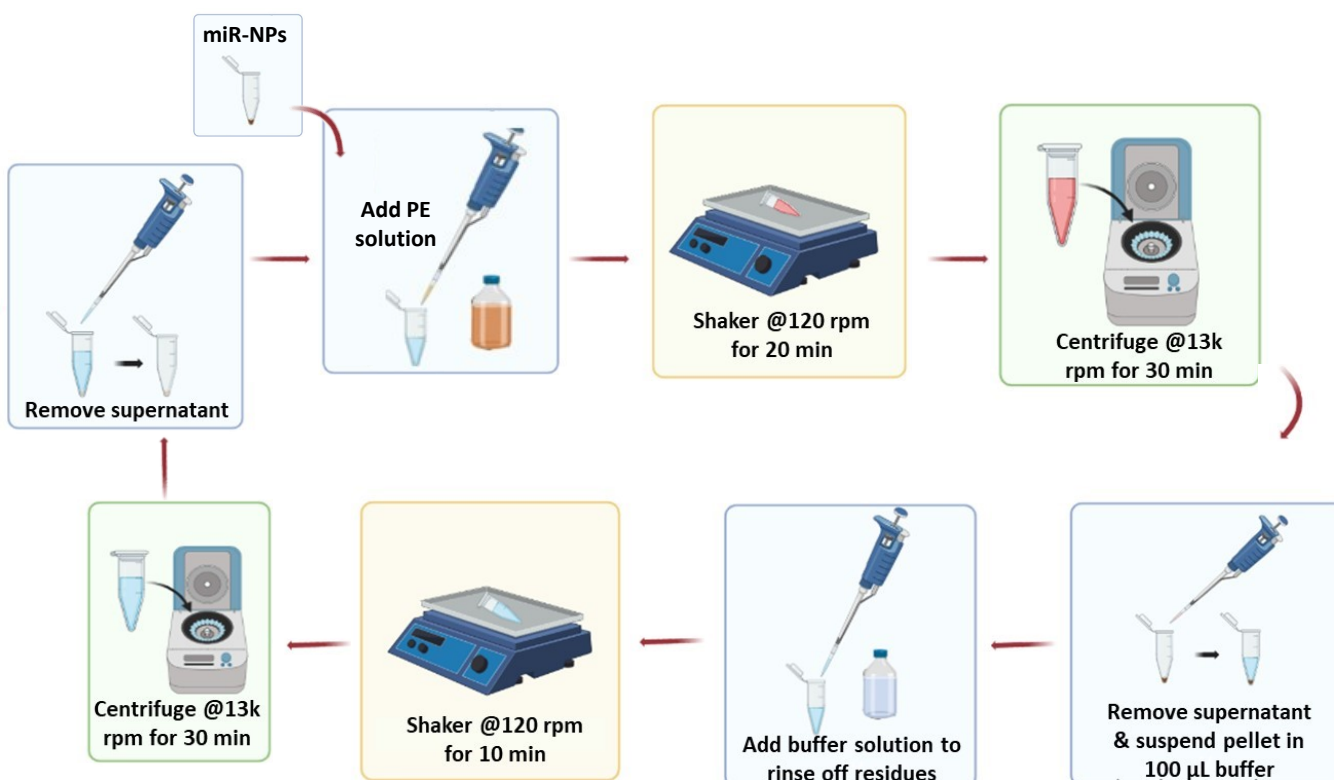 miR-NPs
Add PE
solution
Shaker @120 rpm
for 20 min
Centrifuge @13k
rpm for 30 min
Remove supernatant
& suspend pellet in
100 µL buffer
Add buffer solution to
rinse off residues
Shaker @120 rpm
for 10 min
Centrifuge @13k
rpm for 30 min
Remove supernatant